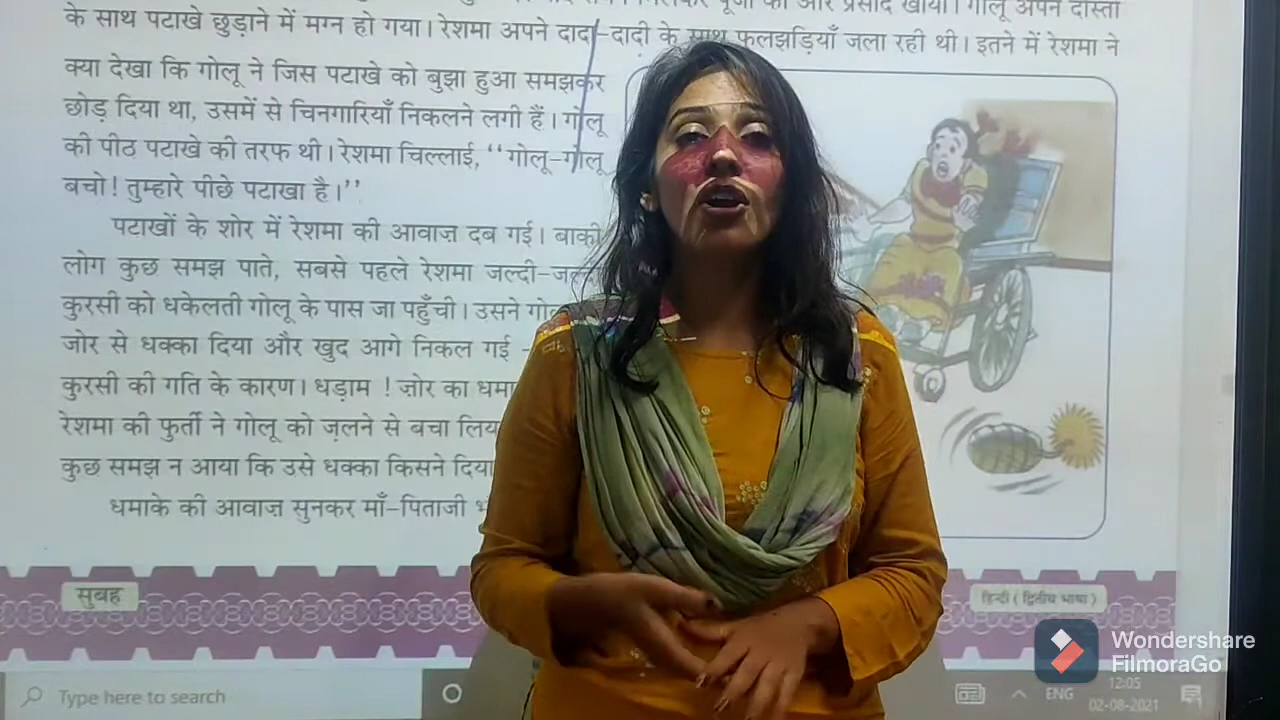 के साथ पटाखे छुड़ाने में मग्न हो गया। रेशमा अपने दादा-दादी के साथ फुलझड़ियाँ जला रही थी। इतने में रेशमा ने
क्या देखा कि गोलू ने जिस पटाखे को बुझा हुआ समझकर
छोड़ दिया था, उसमें से चिनगारियाँ निकलने लगी हैं। गोलू
की पीठ पटाखे की तरफ थी। रेशमा चिल्लाई, ‘‘गोलू-गोलू
बचो! तुम्हारे पीछे पटाखा है।’’
पटाखों के शोर में रेशमा की आवाज़ दब गई। बाकी
लोग कुछ समझ पाते, सबसे पहले रेशमा जल्दी-जल्
कुरसी को धकेलती गोलू के पास जा पहुँची। उसने गो
जोर से धक्का दिया और खुद आगे निकल गई
कुरसी की गति के कारण। धड़ाम ! ज़ोर का धमा
रेशमा की फुर्ती ने गोलू को ज़लने से बचा लिय
कुछ समझ न आया कि उसे धक्का किसने दिया
धमाके की आवाज़ सुनकर माँ-पिताजी
सुबह
हिन्दी ( द्वितीय भाषा )
Wondershare
FilmoraGo
Type here to search
ENG
12:05
02-08-2021